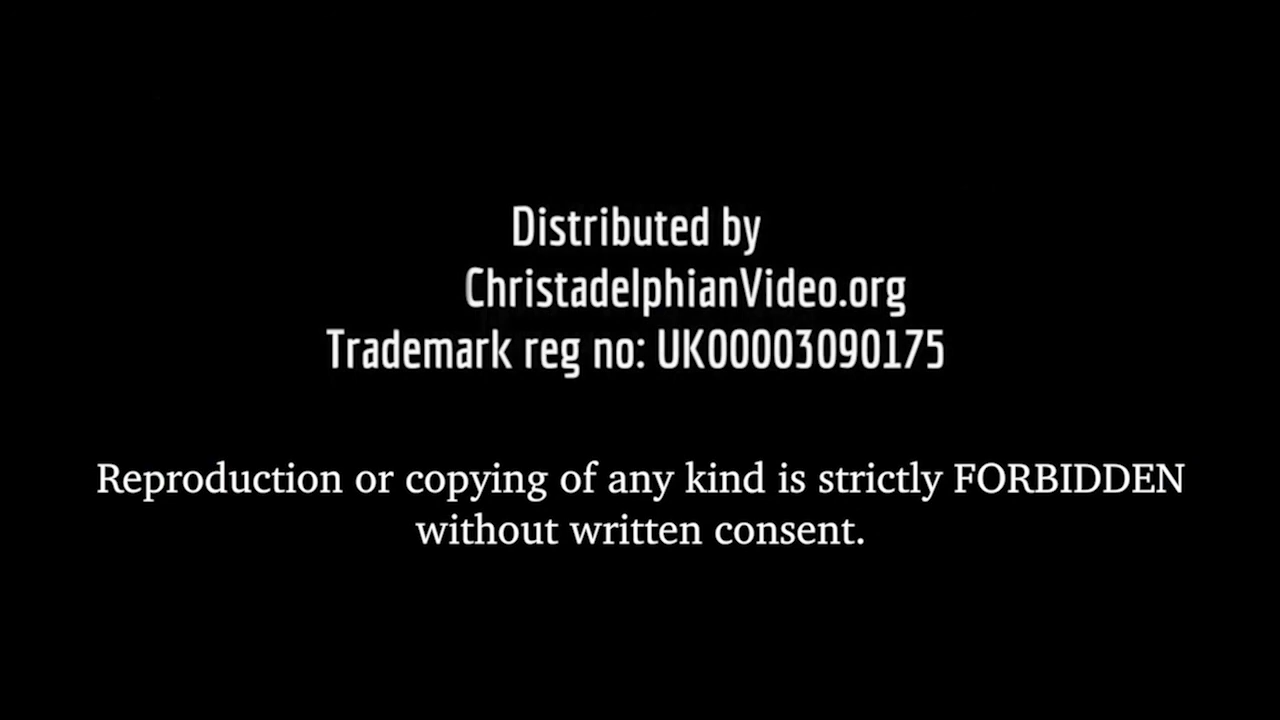 Distributed by
ChristadelphianVideo.org
Trademark reg no: UK00003090175
Reproduction or copying of any kind is strictly FORBIDDEN
without written consent.